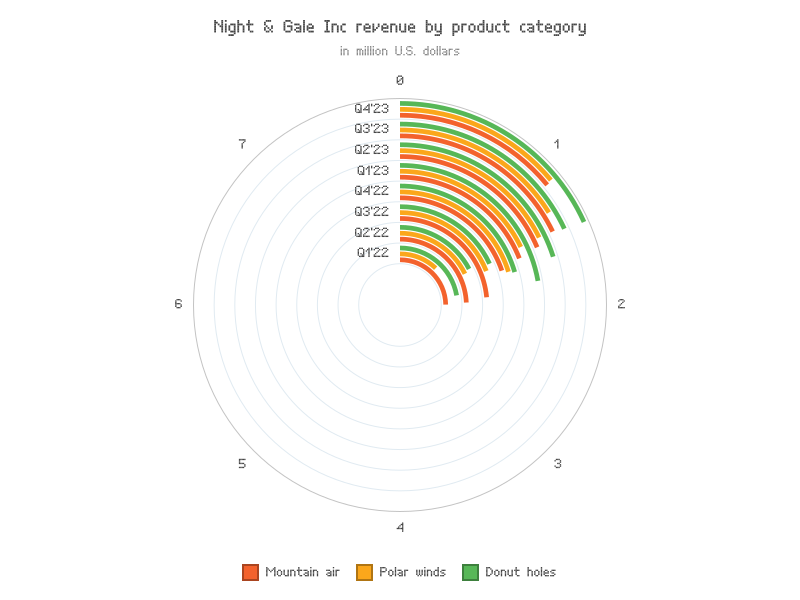 Night & Gale Inc revenue by product category
in million U.S. dollars
0
1
2
3
4
5
6
7
Q4'23
Q3'23
Q2'23
Q1'23
Q4'22
Q3'22
Q2'22
Q1'22
Mountain air
Polar winds
Donut holes